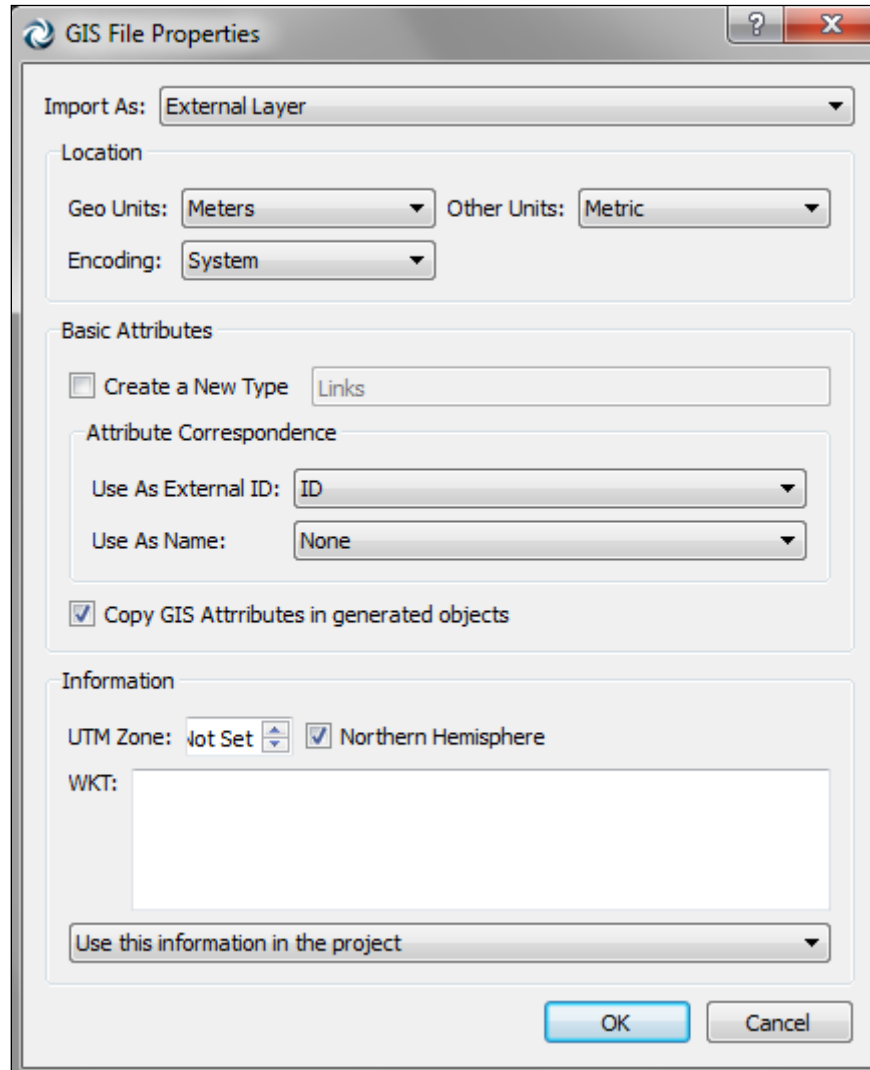 GIS File Properties
Import As: External Layer
Location
Geo Units: Meters Other Units: Metric
Encoding: System
Basic Attributes
Create a New Type Links
Attribute Correspondence
Use As External ID: ID
Use As Name: None
Copy GIS Attrributes in generated objects
Information
UTM Zone: Not Set Northern Hemisphere
WKT:
Use this information in the project
OK Cancel